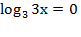 log₃ 3x = 0